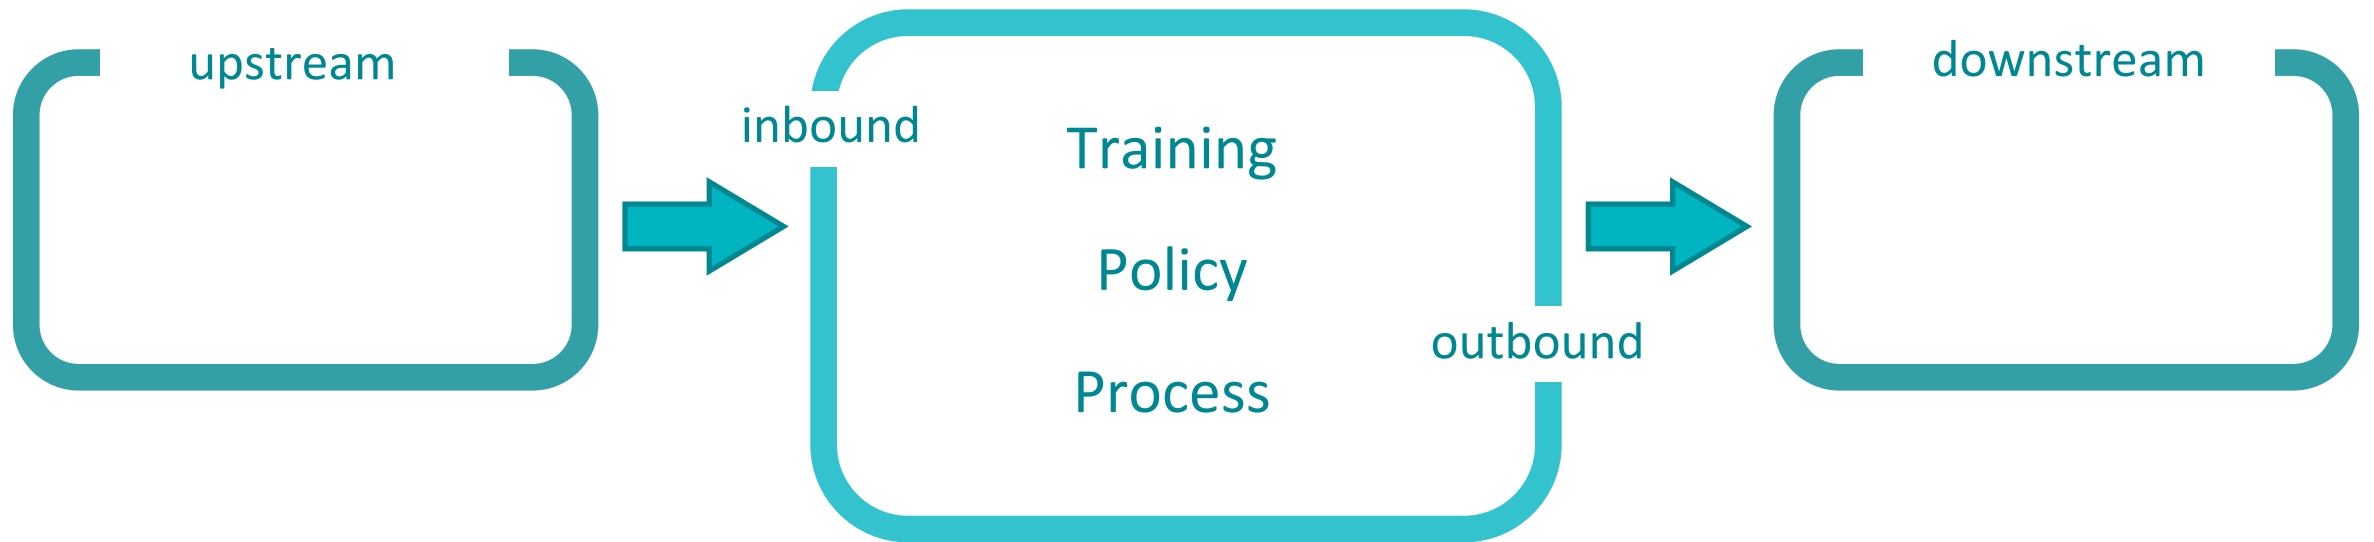 upstream
inbound
Training
Policy
Process
outbound
downstream